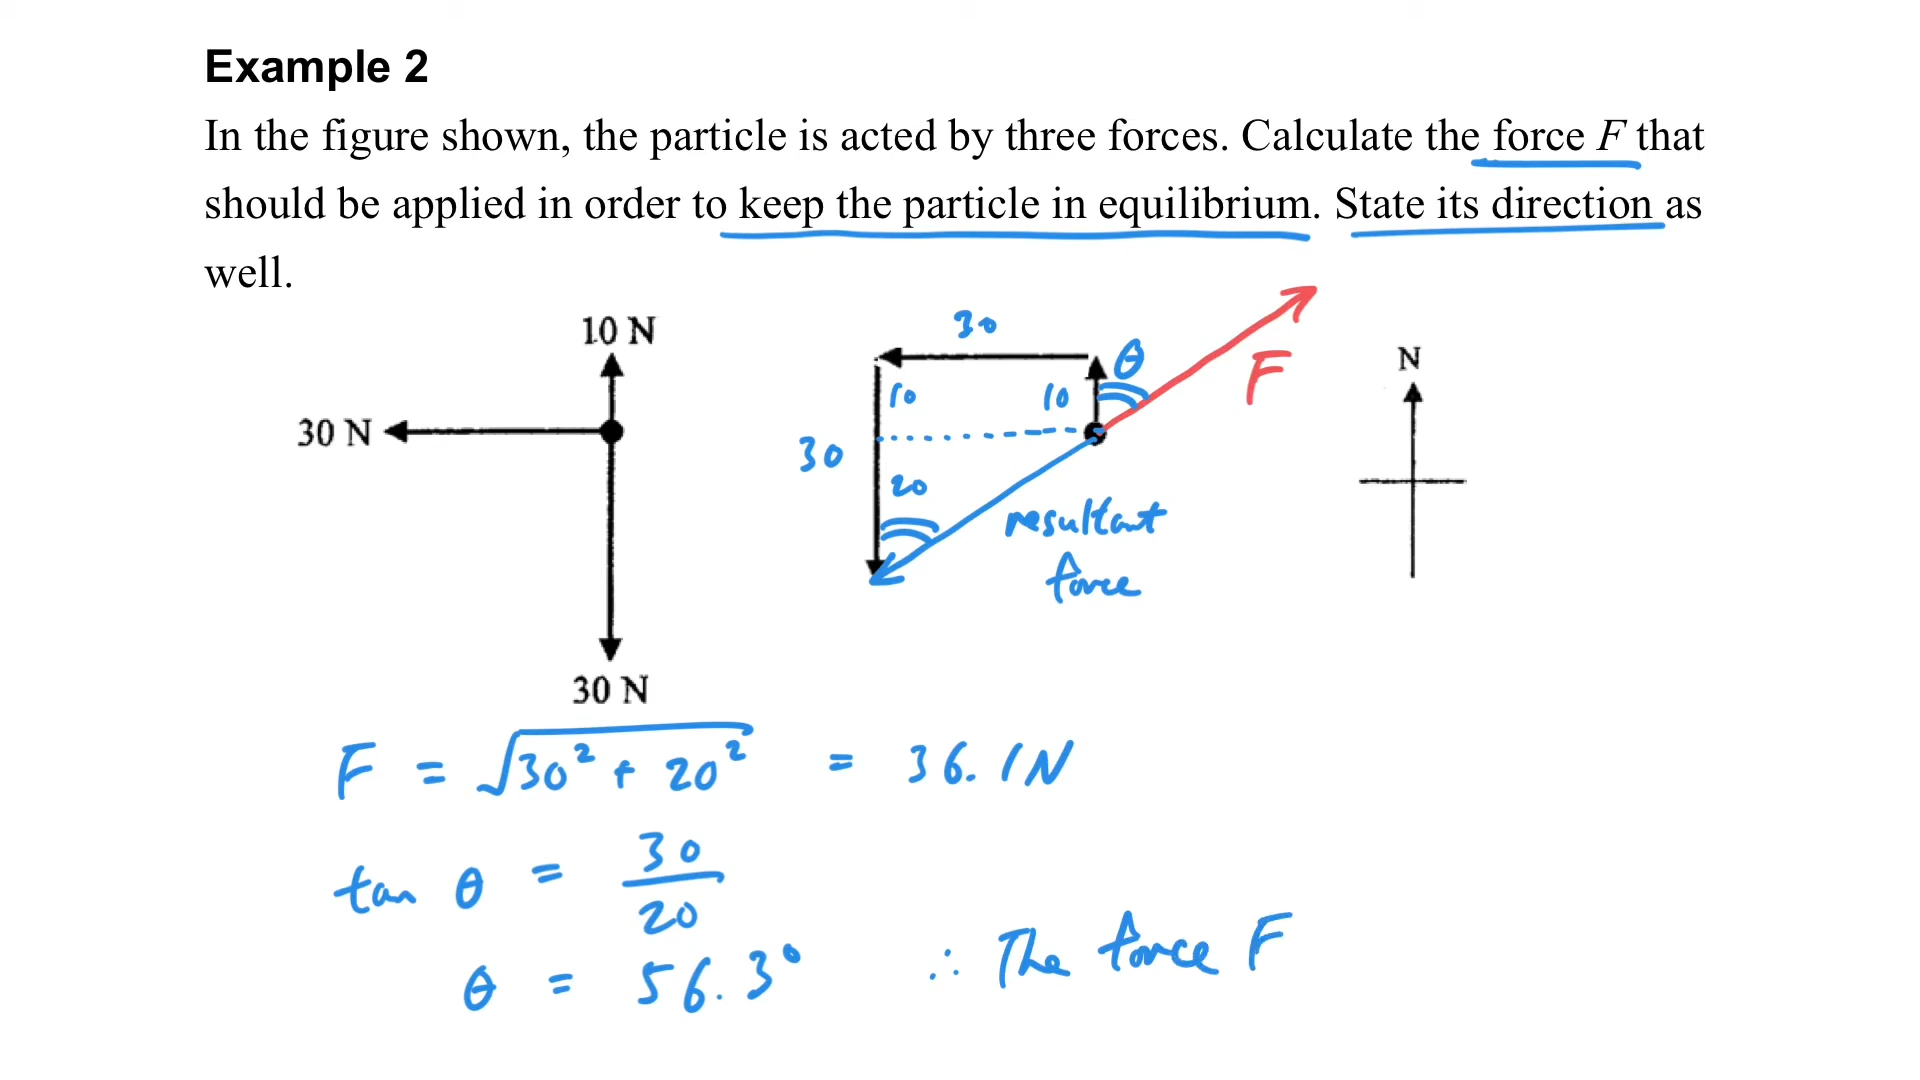 Example 2
In the figure shown, the particle is acted by three forces. Calculate the force F that
should be applied in order to keep the particle in equilibrium. State its direction as
well.
10 N
30 N
30 N
30
θ
10
10
30
20
F
resultant
force
N
F = √30² + 20² = 36.1N
tan θ = 30/20
θ = 56.3° ∴ The force F